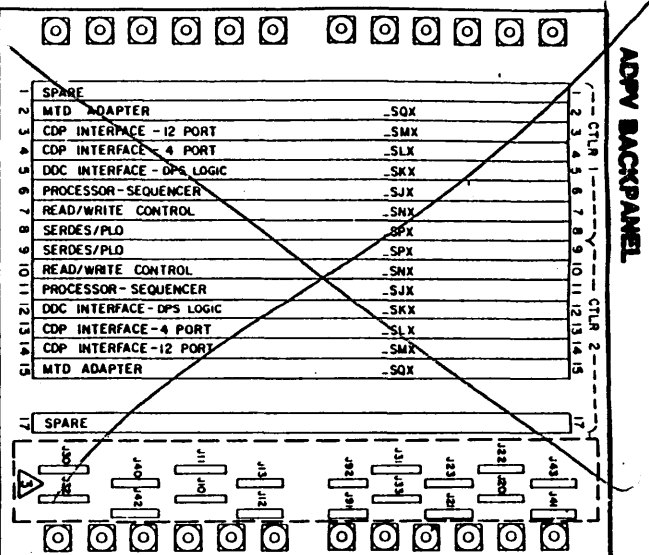 ADPV BACKPANEL
1 SPARE 1
2 MTD ADAPTER _SQX 2
3 CDP INTERFACE -12 PORT _SMX 3
4 CDP INTERFACE - 4 PORT _SLX 4
5 DDC INTERFACE - DPS LOGIC _SKX 5
6 PROCESSOR-SEQUENCER _SJX 6
7 READ/WRITE CONTROL _SNX 7
8 SERDES/PLO _SPX 8
9 SERDES/PLO _SPX 9
10 READ/WRITE CONTROL _SNX 10
11 PROCESSOR-SEQUENCER _SJX 11
12 DDC INTERFACE-DPS LOGIC _SKX 12
13 CDP INTERFACE-4 PORT _SLX 13
14 CDP INTERFACE-12 PORT _SMX 14
15 MTD ADAPTER _SQX 15
CTLR 1
CTLR 2
17 SPARE 17
J30 J40 J11 J13 J92 J31 J23 J22 J43
3 J32 J42 J10 J12 J91 J33 J21 J20 J41